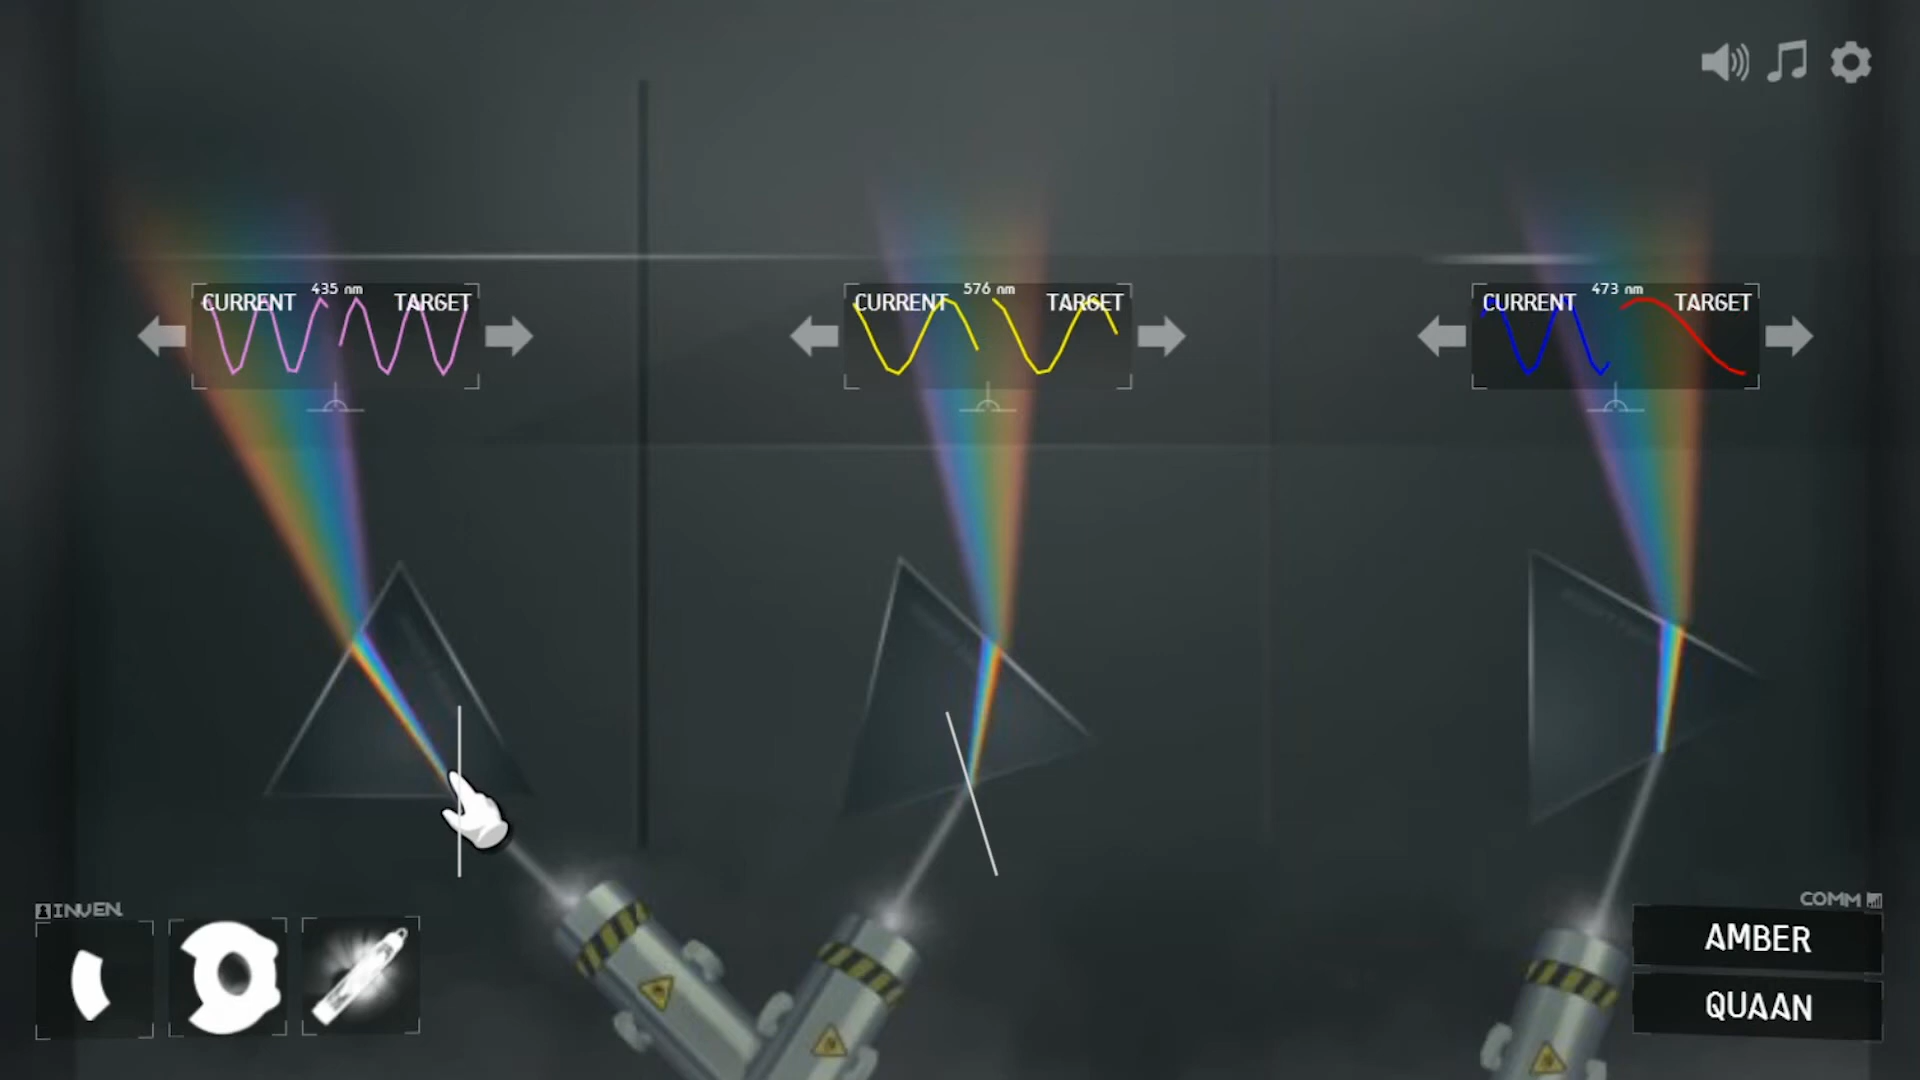 435 nm
CURRENT TARGET
576 nm
CURRENT TARGET
473 nm
CURRENT TARGET
INVEN.
COMM
AMBER
QUAAN